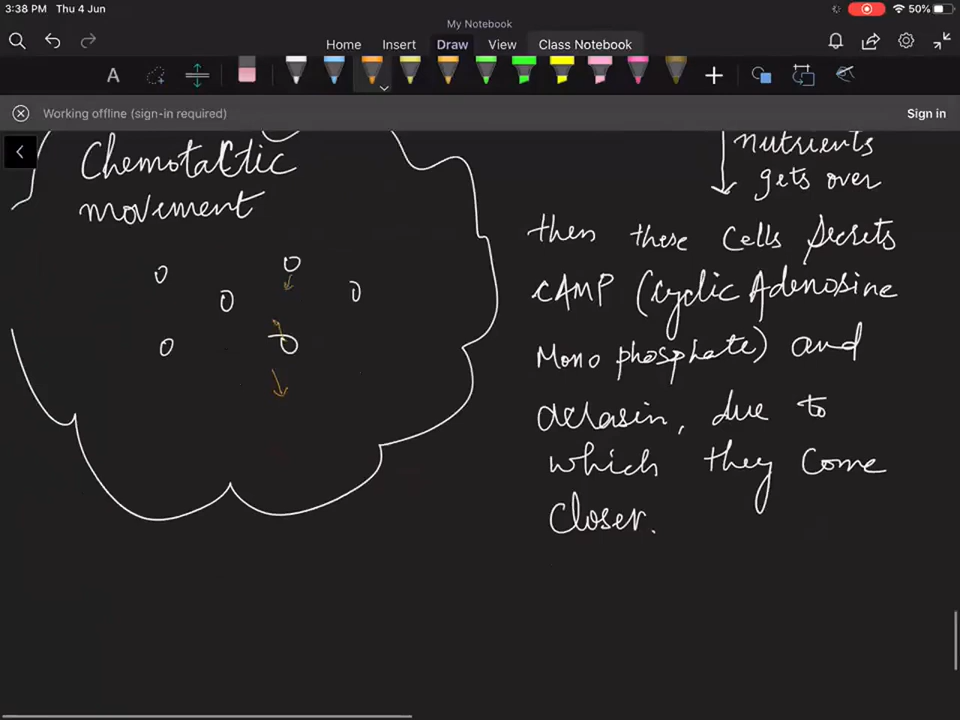 3:38 PM Thu 4 Jun
50%
My Notebook
Home Insert Draw View Class Notebook
A
Working offline (sign-in required)
Sign in
Chemotactic
movement
nutrients
gets over
then these Cells secrets
cAMP (cyclic Adenosine
Mono phosphate) and
aclasin, due to
which they Come
Closer.